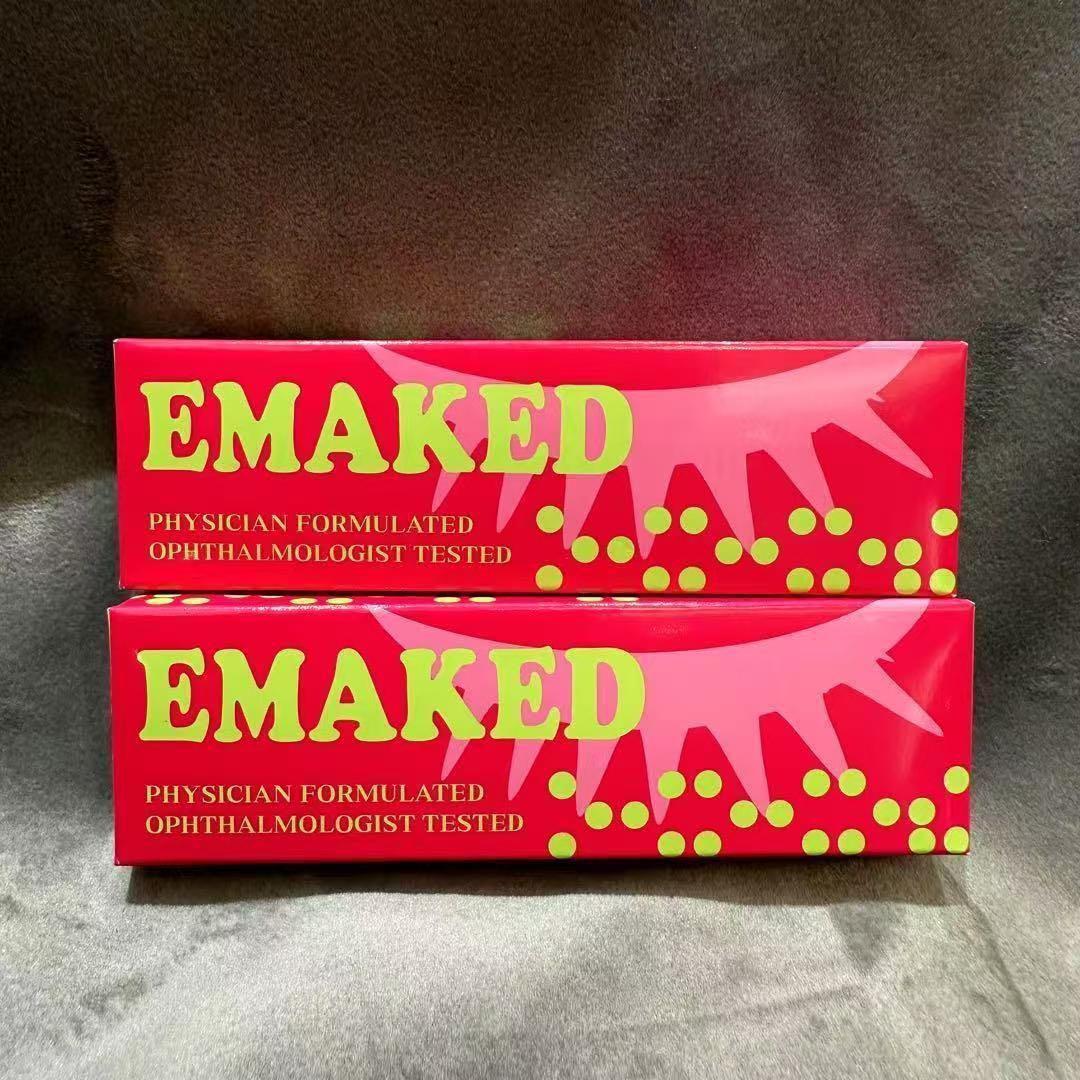 EMAKED
PHYSICIAN FORMULATED
OPHTHALMOLOGIST TESTED
EMAKED
PHYSICIAN FORMULATED
OPHTHALMOLOGIST TESTED